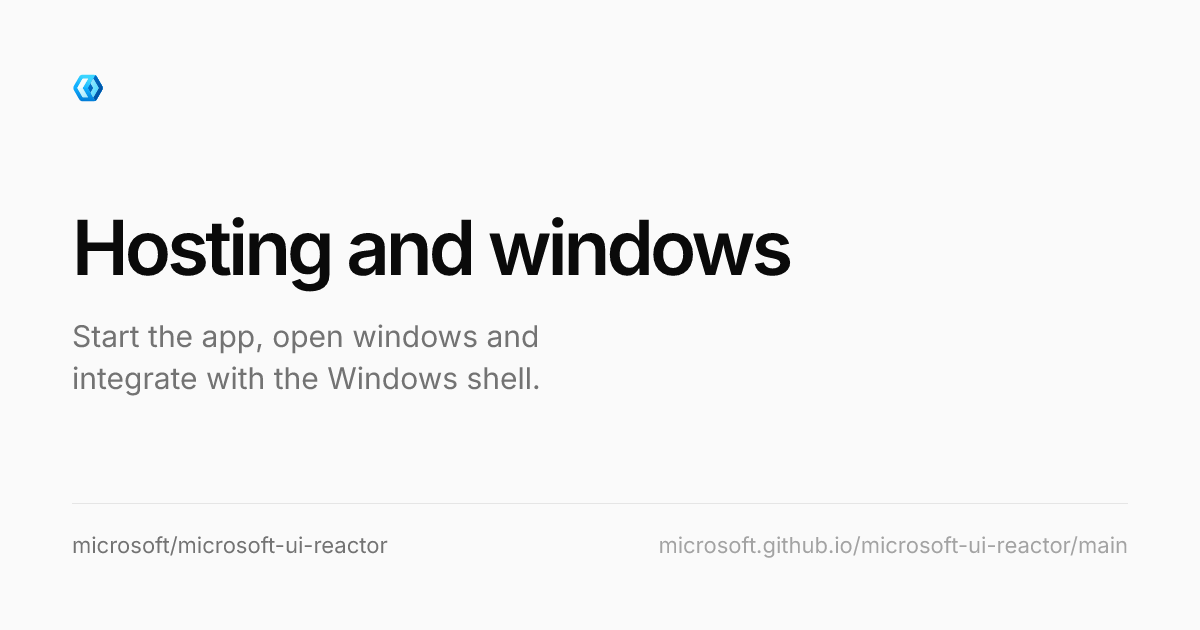 Hosting and windows
Start the app, open windows and
integrate with the Windows shell.
microsoft/microsoft-ui-reactor
microsoft.github.io/microsoft-ui-reactor/main